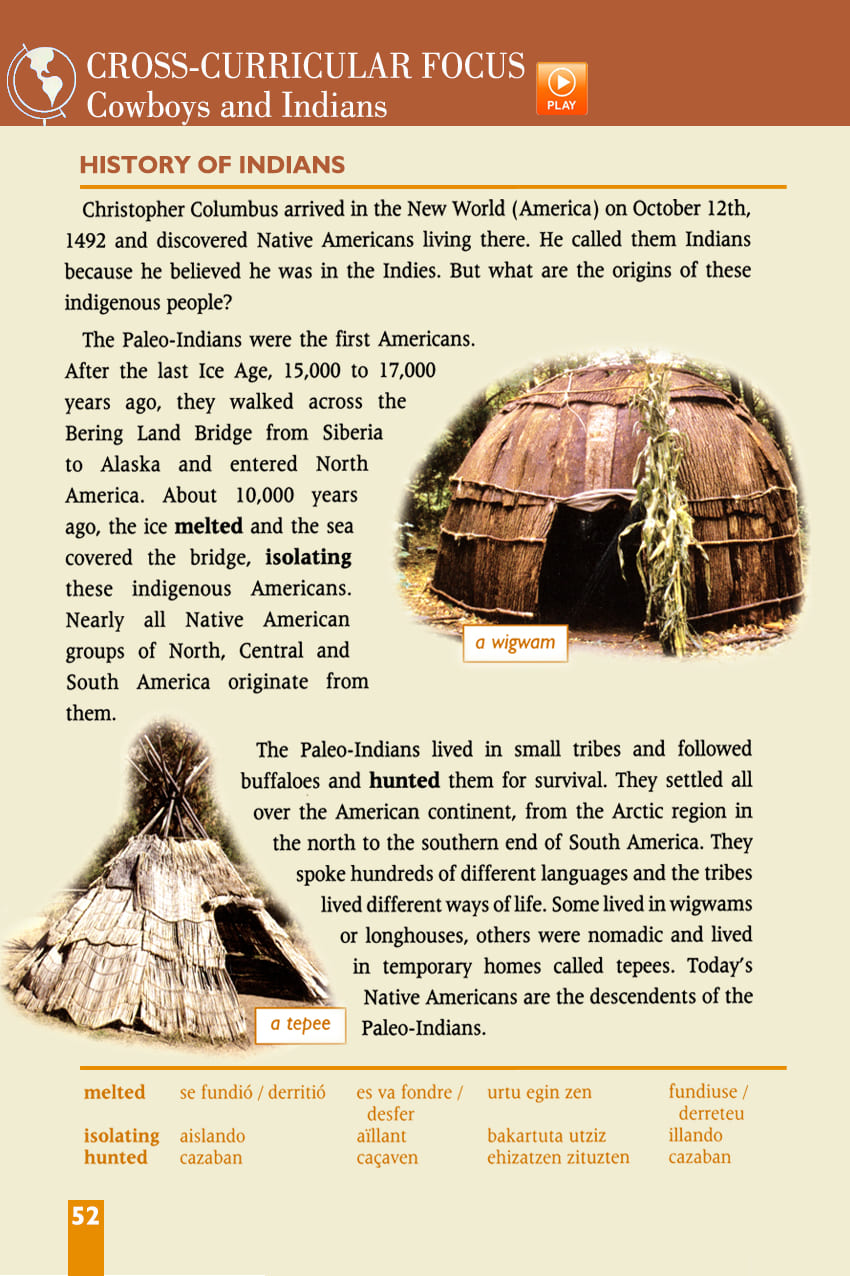 CROSS-CURRICULAR FOCUS
Cowboys and Indians
PLAY
HISTORY OF INDIANS
Christopher Columbus arrived in the New World (America) on October 12th,
1492 and discovered Native Americans living there. He called them Indians
because he believed he was in the Indies. But what are the origins of these
indigenous people?
The Paleo-Indians were the first Americans.
After the last Ice Age, 15,000 to 17,000
years ago, they walked across the
Bering Land Bridge from Siberia
to Alaska and entered North
America. About 10,000 years
ago, the ice melted and the sea
covered the bridge, isolating
these indigenous Americans.
Nearly all Native American
groups of North, Central and
South America originate from
them.
a wigwam
The Paleo-Indians lived in small tribes and followed
buffaloes and hunted them for survival. They settled all
over the American continent, from the Arctic region in
the north to the southern end of South America. They
spoke hundreds of different languages and the tribes
lived different ways of life. Some lived in wigwams
or longhouses, others were nomadic and lived
in temporary homes called tepees. Today's
Native Americans are the descendents of the
Paleo-Indians.
a tepee
melted se fundió / derritió es va fondre / urtu egin zen fundiuse /
desfer derreteu
isolating aislando aïllant bakartuta utziz illando
hunted cazaban caçaven ehizatzen zituzten cazaban
52